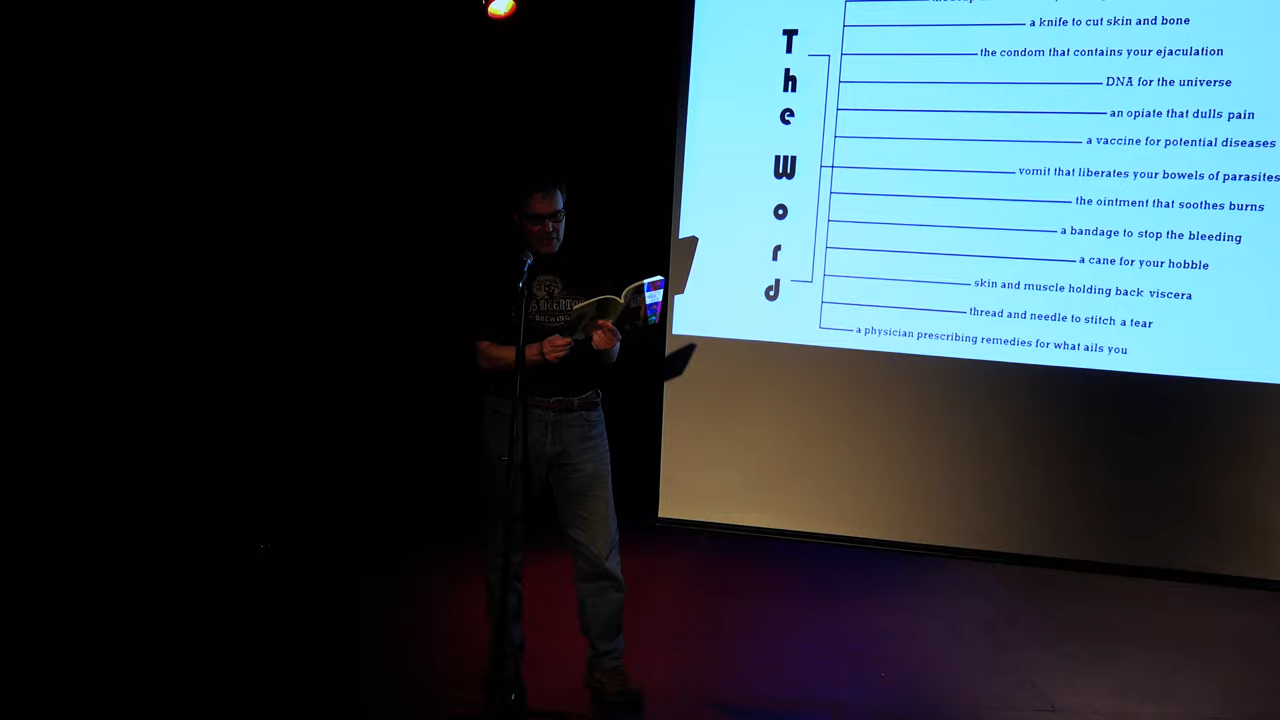 a knife to cut skin and bone
the condom that contains your ejaculation
DNA for the universe
an opiate that dulls pain
a vaccine for potential diseases
vomit that liberates your bowels of parasites
the ointment that soothes burns
a bandage to stop the bleeding
a cane for your hobble
skin and muscle holding back viscera
thread and needle to stitch a tear
a physician prescribing remedies for what ails you
The Word
BREWING